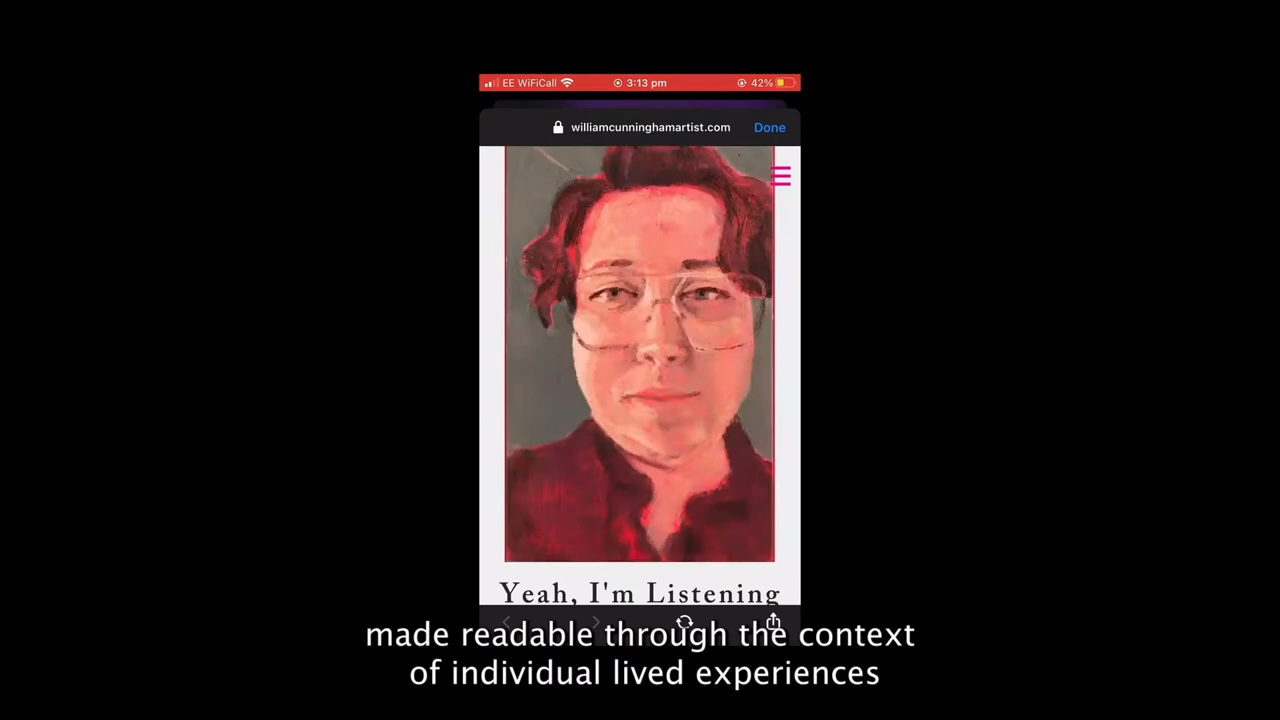 EE WiFiCall 3:13 pm 42%
williamcunninghamartist.com Done
Yeah, I'm Listening
made readable through the context
of individual lived experiences